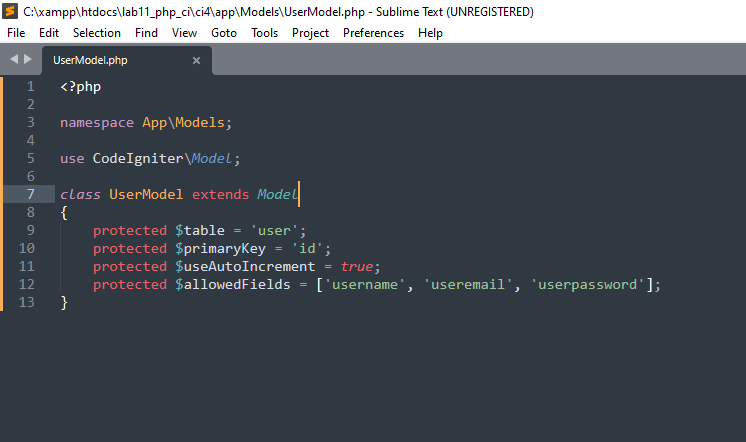 C:\xampp\htdocs\lab11_php_ci\ci4\app\Models\UserModel.php - Sublime Text (UNREGISTERED)
File Edit Selection Find View Goto Tools Project Preferences Help
UserModel.php ×
1 <?php
2
3 namespace App\Models;
4
5 use CodeIgniter\Model;
6
7 class UserModel extends Model
8 {
9 protected $table = 'user';
10 protected $primaryKey = 'id';
11 protected $useAutoIncrement = true;
12 protected $allowedFields = ['username', 'useremail', 'userpassword'];
13 }